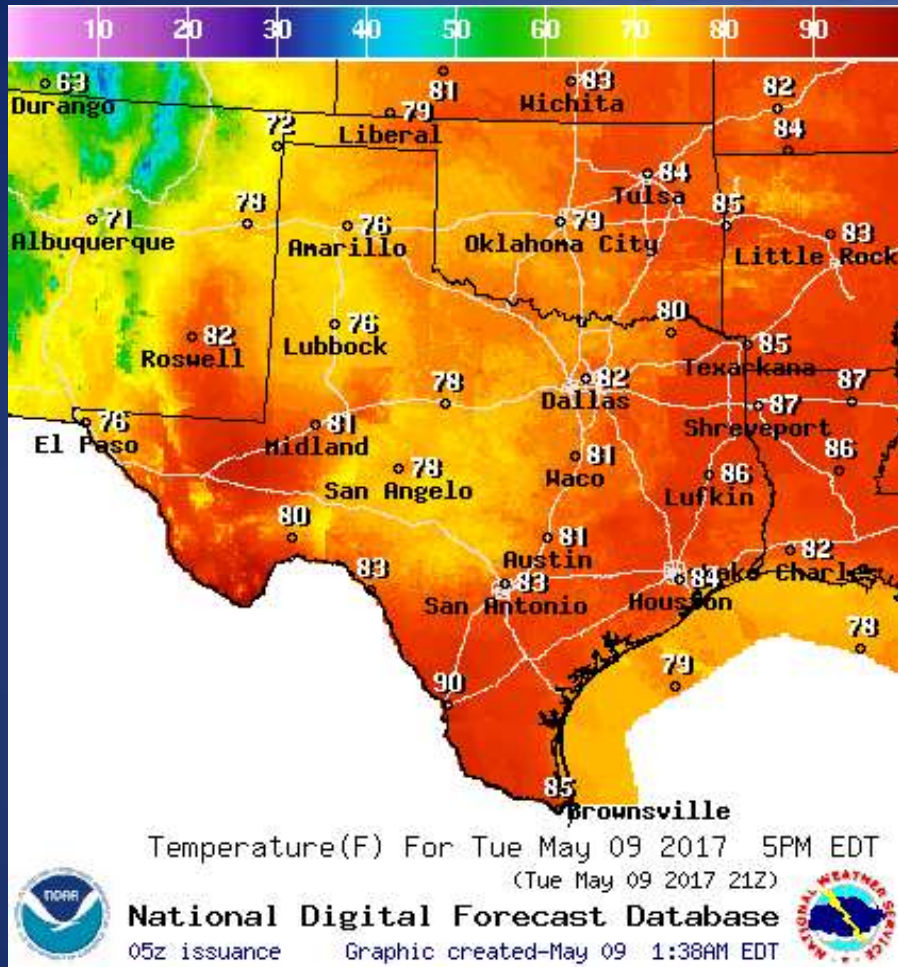 10 20 30 40 50 60 70 80 90
63
Durango
81
83
Wichita
82
79
Liberal
72
84
84
Tulsa
71
Albuquerque
78
76
Amarillo
79
Oklahoma City
85
83
Little Rock
82
Roswell
76
Lubbock
80
85
Texarkana
78
82
Dallas
87
Shreveport
87
76
El Paso
81
Midland
78
San Angelo
81
Waco
86
Lufkin
86
80
81
Austin
82
Lake Charles
83
83
San Antonio
84
Houston
78
79
90
85
Brownsville
Temperature(F) For Tue May 09 2017 5PM EDT
(Tue May 09 2017 21Z)
NOAA
National Digital Forecast Database
NATIONAL WEATHER SERVICE
05z issuance Graphic created-May 09 1:38AM EDT